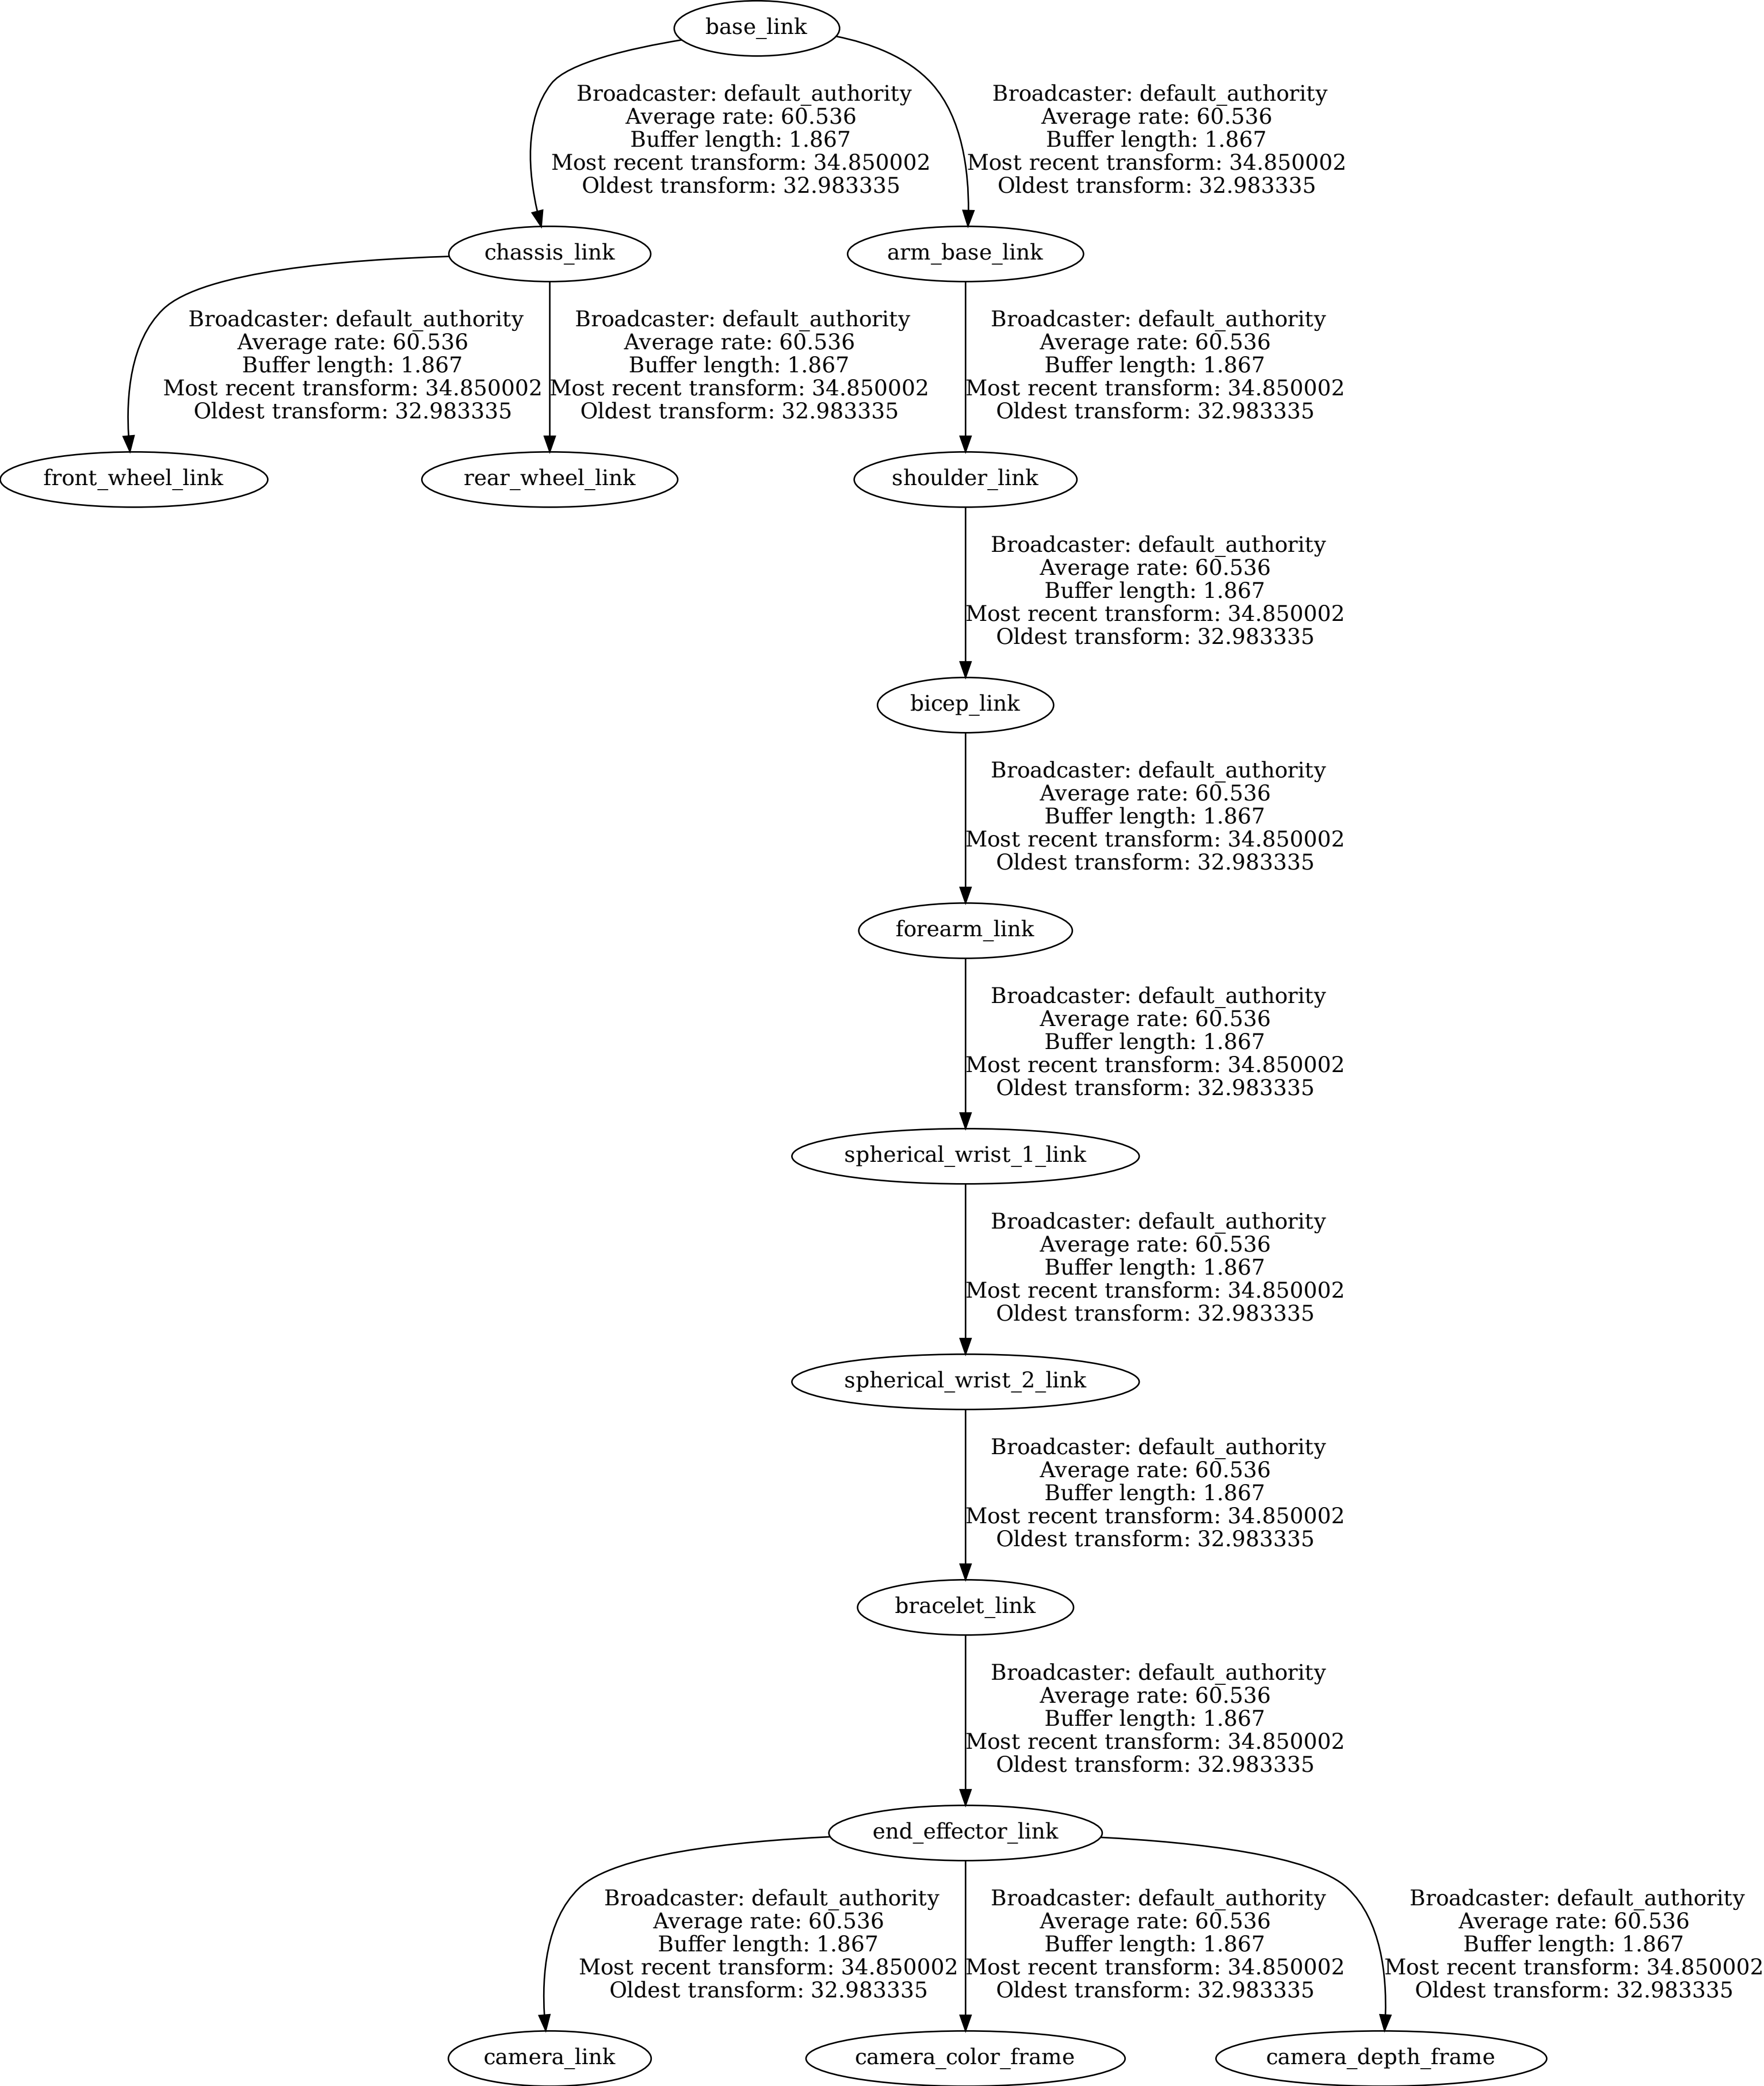 base_link
Broadcaster: default_authority
Average rate: 60.536
Buffer length: 1.867
Most recent transform: 34.850002
Oldest transform: 32.983335
Broadcaster: default_authority
Average rate: 60.536
Buffer length: 1.867
Most recent transform: 34.850002
Oldest transform: 32.983335
chassis_link
arm_base_link
Broadcaster: default_authority
Average rate: 60.536
Buffer length: 1.867
Most recent transform: 34.850002
Oldest transform: 32.983335
Broadcaster: default_authority
Average rate: 60.536
Buffer length: 1.867
Most recent transform: 34.850002
Oldest transform: 32.983335
Broadcaster: default_authority
Average rate: 60.536
Buffer length: 1.867
Most recent transform: 34.850002
Oldest transform: 32.983335
front_wheel_link
rear_wheel_link
shoulder_link
Broadcaster: default_authority
Average rate: 60.536
Buffer length: 1.867
Most recent transform: 34.850002
Oldest transform: 32.983335
bicep_link
Broadcaster: default_authority
Average rate: 60.536
Buffer length: 1.867
Most recent transform: 34.850002
Oldest transform: 32.983335
forearm_link
Broadcaster: default_authority
Average rate: 60.536
Buffer length: 1.867
Most recent transform: 34.850002
Oldest transform: 32.983335
spherical_wrist_1_link
Broadcaster: default_authority
Average rate: 60.536
Buffer length: 1.867
Most recent transform: 34.850002
Oldest transform: 32.983335
spherical_wrist_2_link
Broadcaster: default_authority
Average rate: 60.536
Buffer length: 1.867
Most recent transform: 34.850002
Oldest transform: 32.983335
bracelet_link
Broadcaster: default_authority
Average rate: 60.536
Buffer length: 1.867
Most recent transform: 34.850002
Oldest transform: 32.983335
end_effector_link
Broadcaster: default_authority
Average rate: 60.536
Buffer length: 1.867
Most recent transform: 34.850002
Oldest transform: 32.983335
Broadcaster: default_authority
Average rate: 60.536
Buffer length: 1.867
Most recent transform: 34.850002
Oldest transform: 32.983335
Broadcaster: default_authority
Average rate: 60.536
Buffer length: 1.867
Most recent transform: 34.850002
Oldest transform: 32.983335
camera_link
camera_color_frame
camera_depth_frame